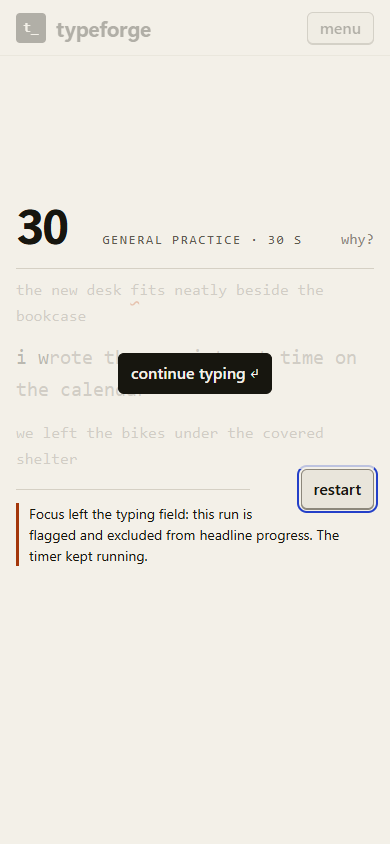 t_ typeforge menu
30 GENERAL PRACTICE · 30 S why?
the new desk fits neatly beside the
bookcase
i wrote time on
the
continue typing ⏎
we left the bikes under the covered
shelter
restart
Focus left the typing field: this run is
flagged and excluded from headline progress. The
timer kept running.